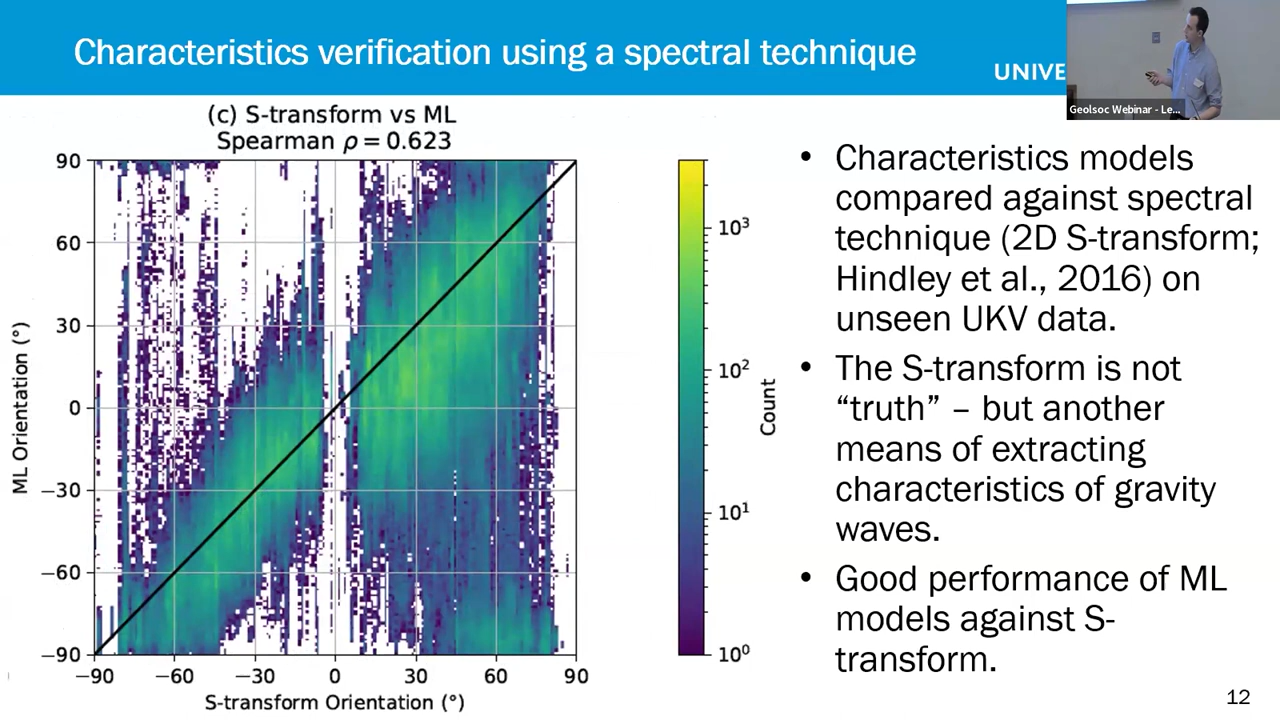 Characteristics verification using a spectral technique
UNIVE
Geolsoc Webinar - Le...
(c) S-transform vs ML
Spearman ρ = 0.623
90
60
30
0
−30
−60
−90
ML Orientation (°)
−90 −60 −30 0 30 60 90
S-transform Orientation (°)
10³
10²
10¹
10⁰
Count
• Characteristics models
compared against spectral
technique (2D S-transform;
Hindley et al., 2016) on
unseen UKV data.
• The S-transform is not
“truth” – but another
means of extracting
characteristics of gravity
waves.
• Good performance of ML
models against S-
transform.
12